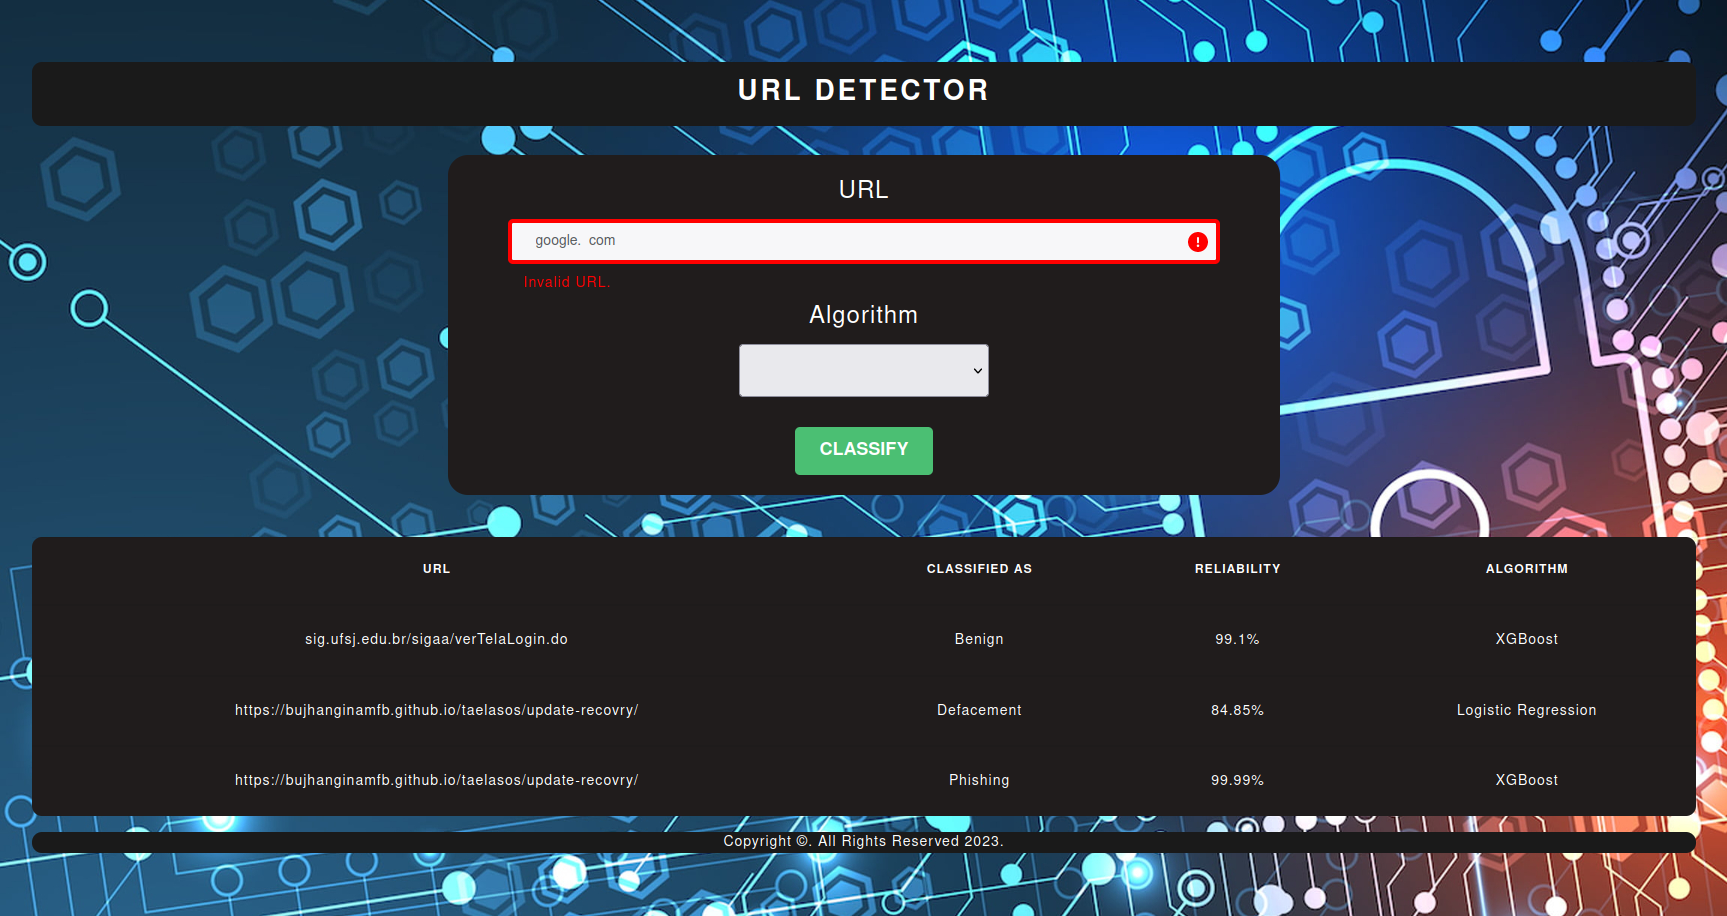 URL DETECTOR
URL
google.  com
Invalid URL.
Algorithm
CLASSIFY
URL CLASSIFIED AS RELIABILITY ALGORITHM
sig.ufsj.edu.br/sigaa/verTelaLogin.do Benign 99.1% XGBoost
https://bujhanginamfb.github.io/taelasos/update-recovry/ Defacement 84.85% Logistic Regression
https://bujhanginamfb.github.io/taelasos/update-recovry/ Phishing 99.99% XGBoost
Copyright ©. All Rights Reserved 2023.